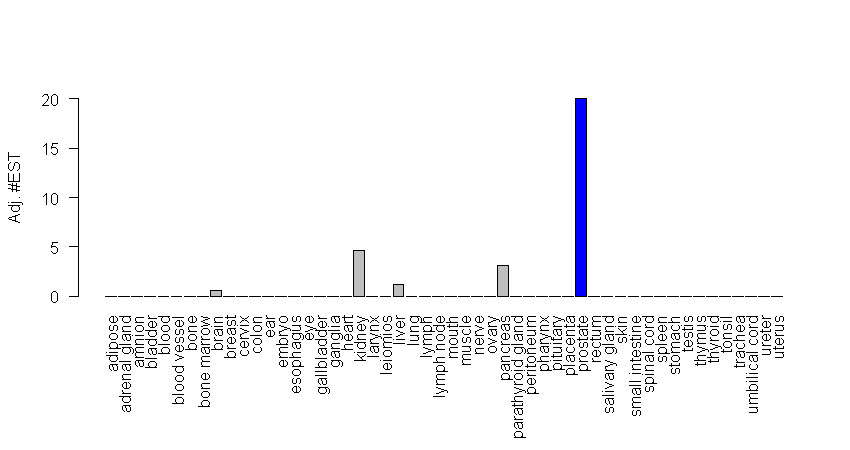 20
15
10
5
0
Adj. #EST
adipose
adrenal gland
amnion
bladder
blood
blood vessel
bone
bone marrow
brain
breast
cervix
colon
ear
embryo
esophagus
eye
gallbladder
ganglia
heart
kidney
larynx
leiomios
liver
lung
lymph
lymph node
mouth
muscle
nerve
ovary
pancreas
parathyroid gland
peritoneum
pharynx
pituitary
placenta
prostate
rectum
salivary gland
skin
small intestine
spinal cord
spleen
stomach
testis
thymus
thyroid
tonsil
trachea
umbilical cord
ureter
uterus